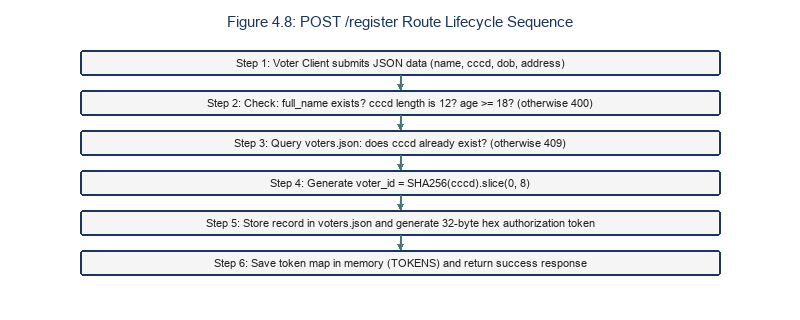 Figure 4.8: POST /register Route Lifecycle Sequence
Step 1: Voter Client submits JSON data (name, cccd, dob, address)
Step 2: Check: full_name exists? cccd length is 12? age >= 18? (otherwise 400)
Step 3: Query voters.json: does cccd already exist? (otherwise 409)
Step 4: Generate voter_id = SHA256(cccd).slice(0, 8)
Step 5: Store record in voters.json and generate 32-byte hex authorization token
Step 6: Save token map in memory (TOKENS) and return success response